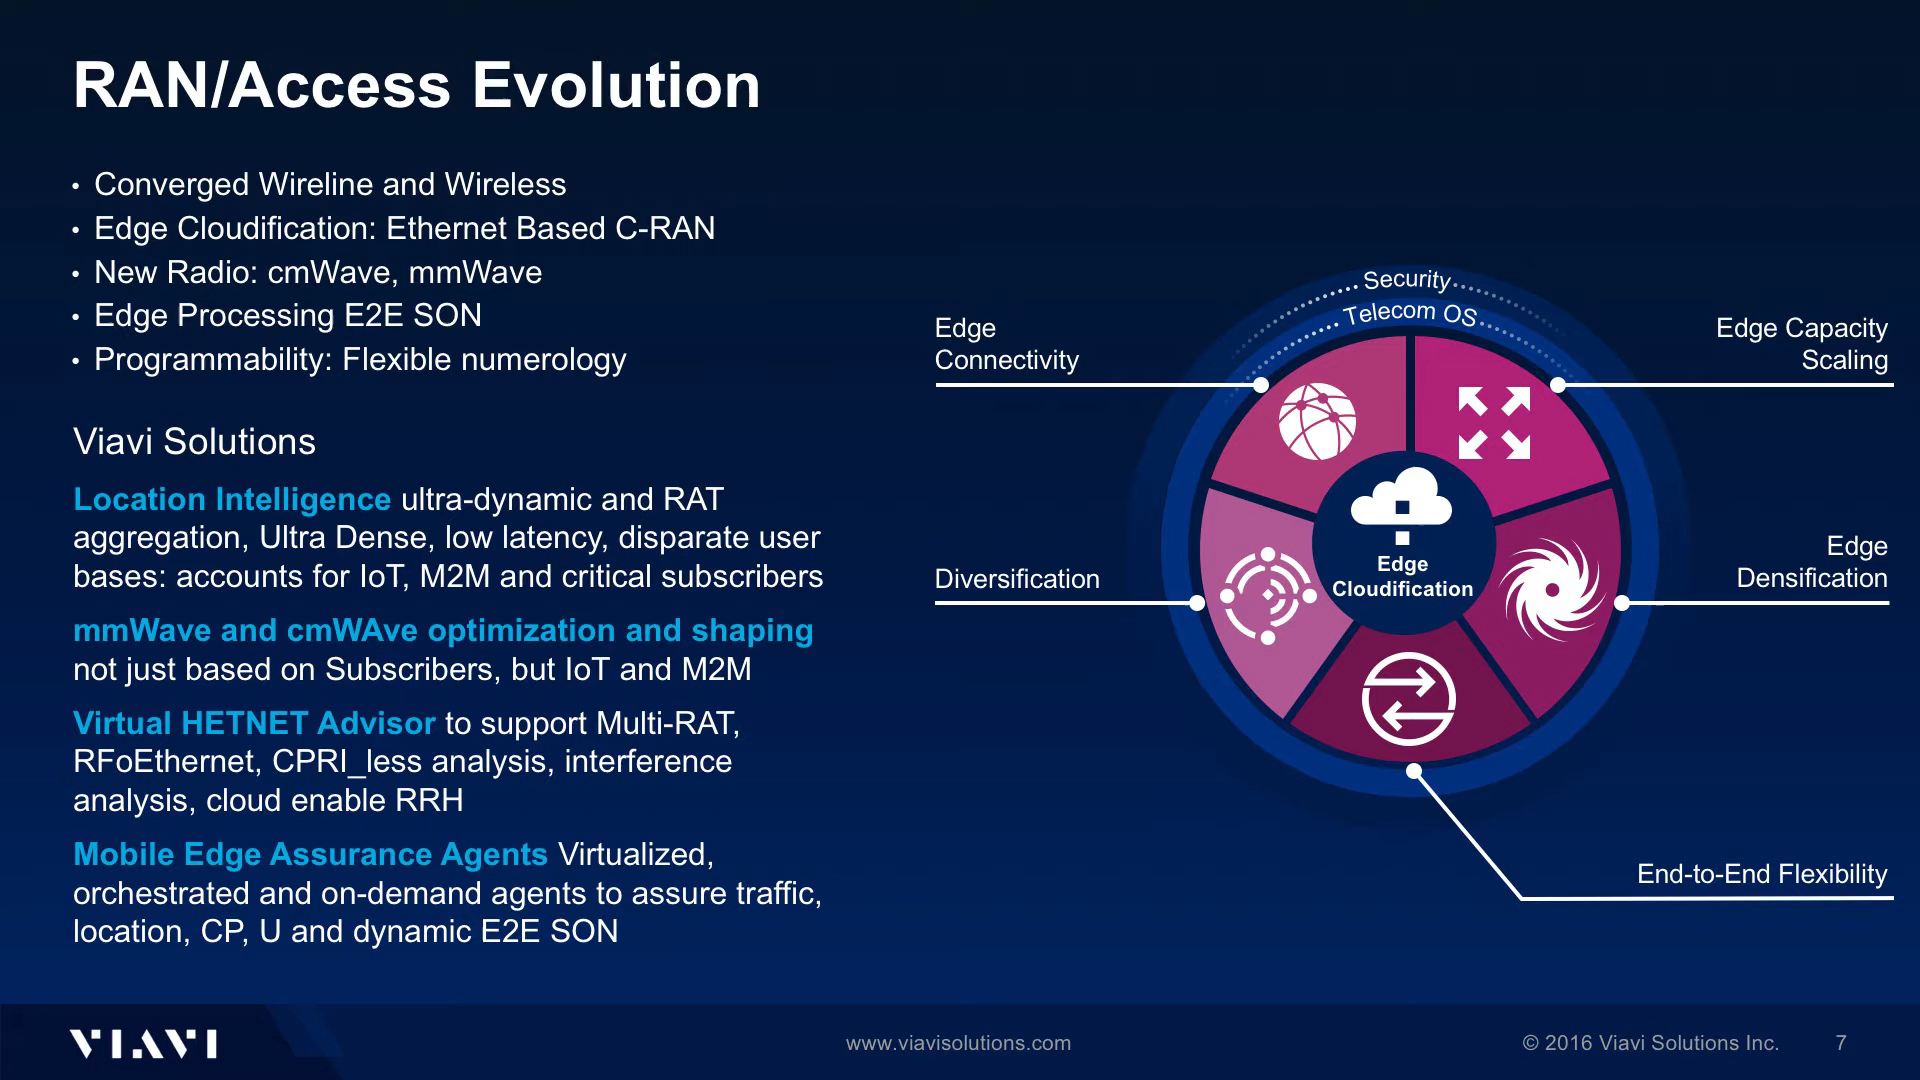 RAN/Access Evolution
• Converged Wireline and Wireless
• Edge Cloudification: Ethernet Based C-RAN
• New Radio: cmWave, mmWave
• Edge Processing E2E SON
• Programmability: Flexible numerology
Viavi Solutions
Location Intelligence ultra-dynamic and RAT
aggregation, Ultra Dense, low latency, disparate user
bases: accounts for IoT, M2M and critical subscribers
mmWave and cmWAve optimization and shaping
not just based on Subscribers, but IoT and M2M
Virtual HETNET Advisor to support Multi-RAT,
RFoEthernet, CPRI_less analysis, interference
analysis, cloud enable RRH
Mobile Edge Assurance Agents Virtualized,
orchestrated and on-demand agents to assure traffic,
location, CP, U and dynamic E2E SON
Security
Telecom OS
Edge
Connectivity
Edge Capacity
Scaling
Edge
Cloudification
Diversification
Edge
Densification
End-to-End Flexibility
VIAVI
www.viavisolutions.com
© 2016 Viavi Solutions Inc.
7